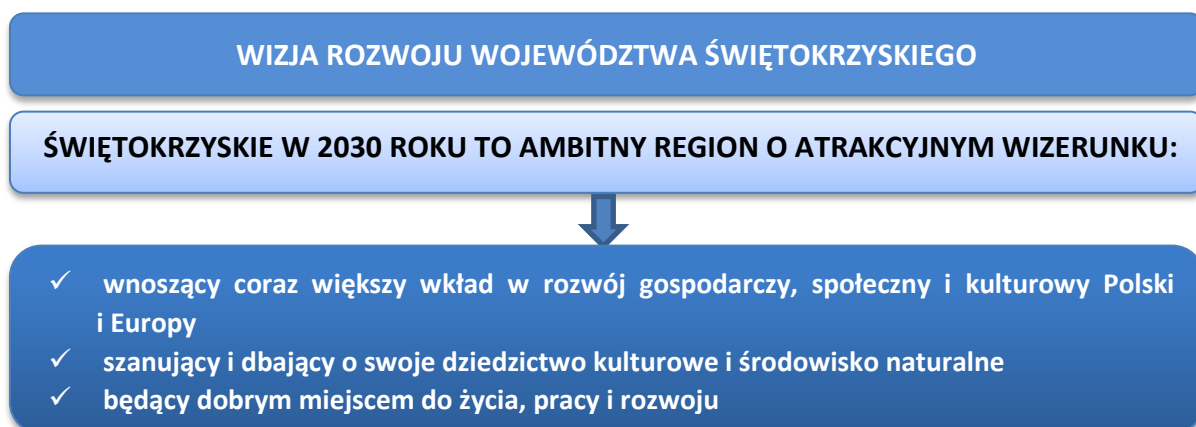 WIZJA ROZWOJU WOJEWÓDZTWA ŚWIĘTOKRZYSKIEGO
ŚWIĘTOKRZYSKIE W 2030 ROKU TO AMBITNY REGION O ATRAKCYJNYM WIZERUNKU:
✓ wnoszący coraz większy wkład w rozwój gospodarczy, społeczny i kulturowy Polski
i Europy
✓ szanujący i dbający o swoje dziedzictwo kulturowe i środowisko naturalne
✓ będący dobrym miejscem do życia, pracy i rozwoju